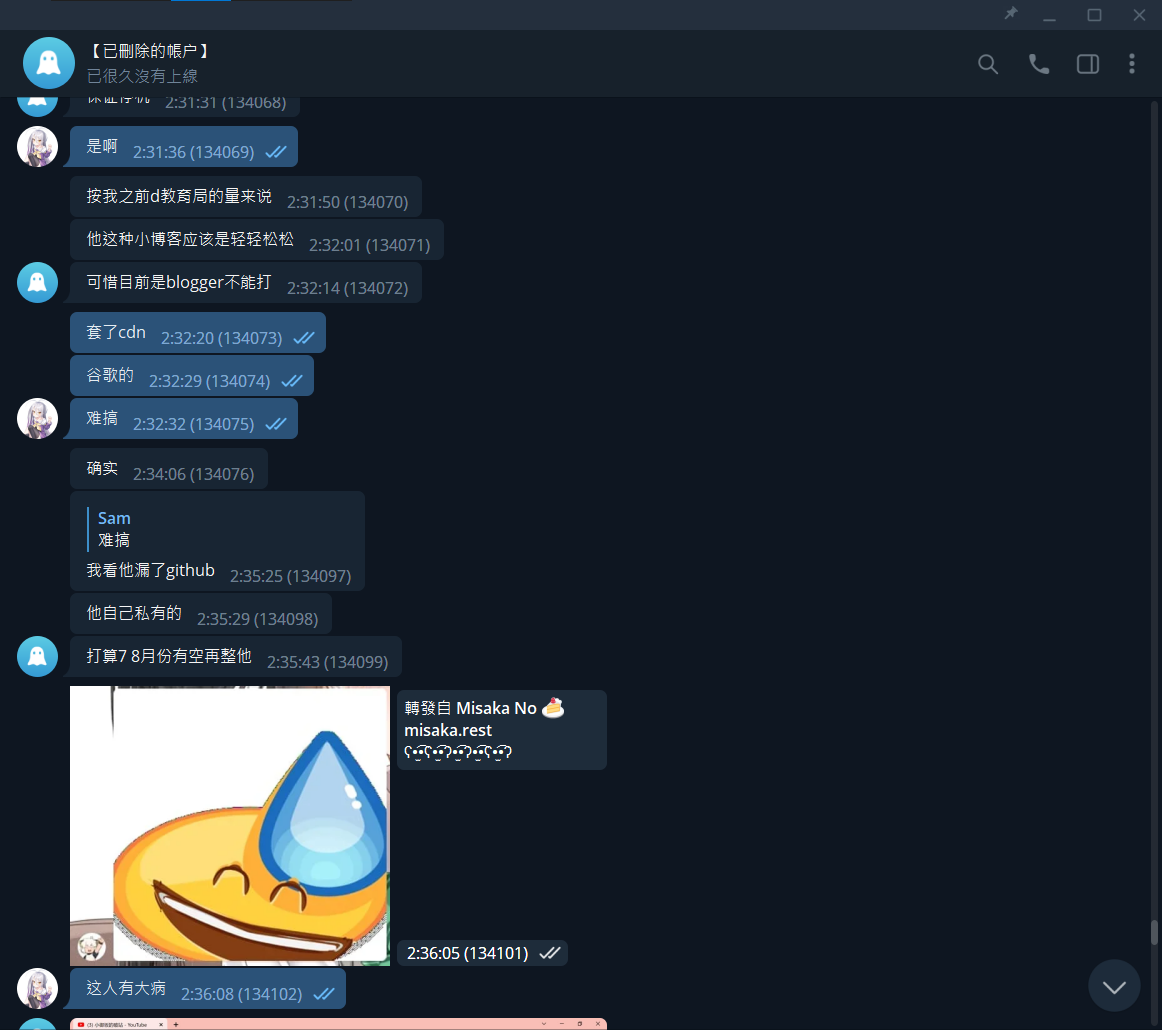 【已刪除的帳户】
已很久沒有上線
保证停机 2:31:31 (134068)
是啊 2:31:36 (134069)
按我之前d教育局的量来说 2:31:50 (134070)
他这种小博客应该是轻轻松松 2:32:01 (134071)
可惜目前是blogger不能打 2:32:14 (134072)
套了cdn 2:32:20 (134073)
谷歌的 2:32:29 (134074)
难搞 2:32:32 (134075)
确实 2:34:06 (134076)
Sam
难搞
我看他漏了github 2:35:25 (134097)
他自己私有的 2:35:29 (134098)
打算7 8月份有空再整他 2:35:43 (134099)
轉發自 Misaka No 🍰
misaka.rest
2:36:05 (134101)
这人有大病 2:36:08 (134102)